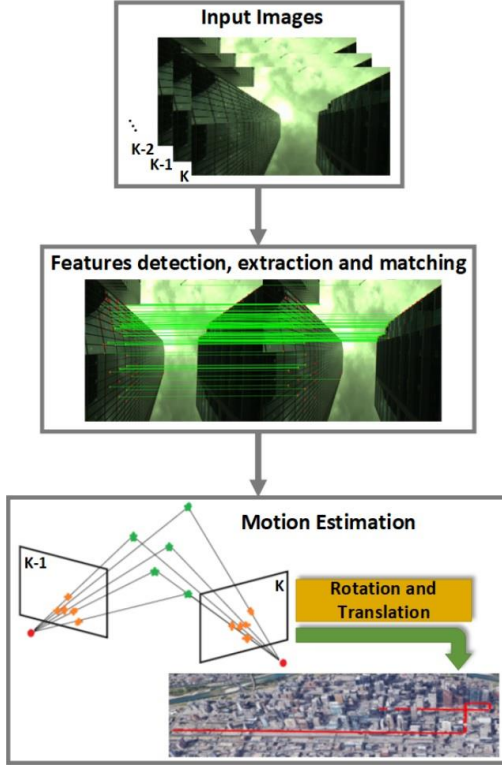 Input Images
...
K-2
K-1
K
Features detection, extraction and matching
Motion Estimation
K-1
K
Rotation and
Translation